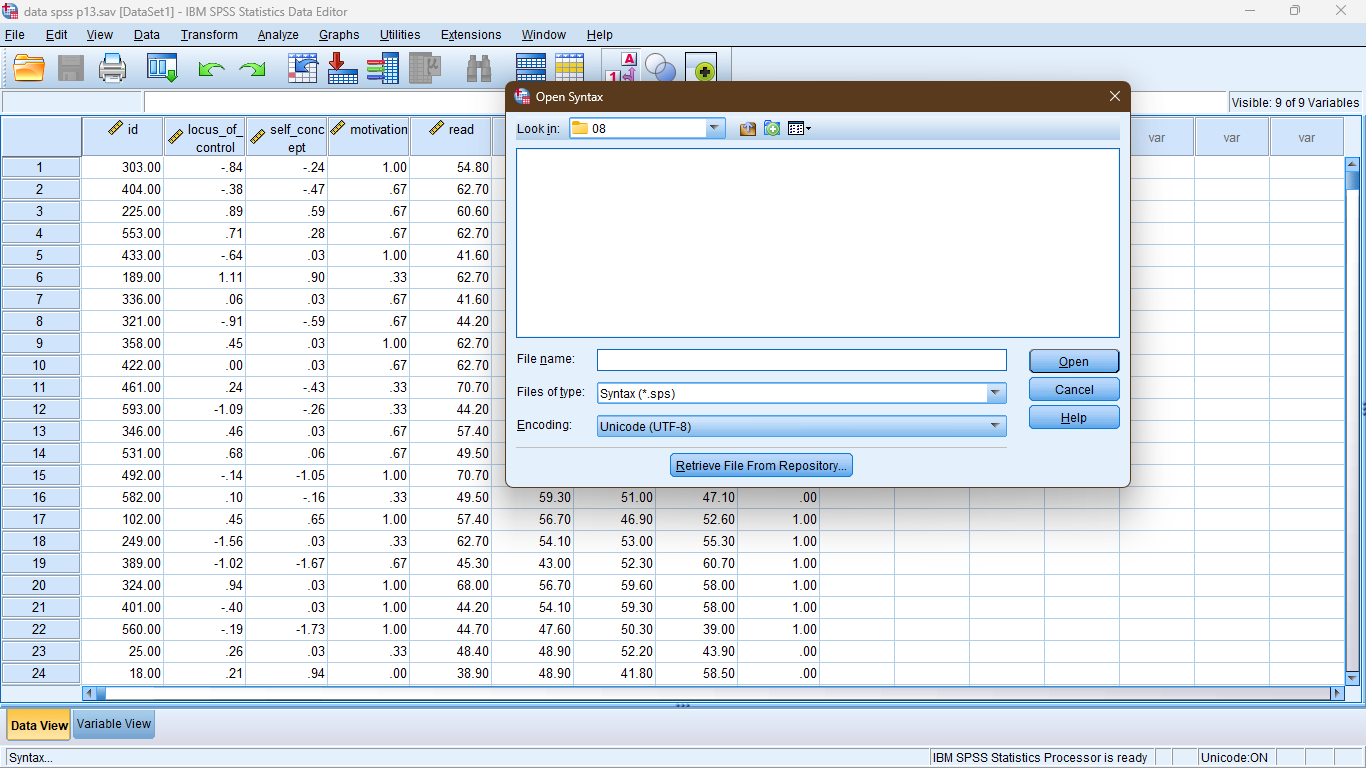 data spss p13.sav [DataSet1] - IBM SPSS Statistics Data Editor
File Edit View Data Transform Analyze Graphs Utilities Extensions Window Help
A
1
Visible: 9 of 9 Variables
Open Syntax
Look in: 08
File name:
Files of type: Syntax (*.sps)
Encoding: Unicode (UTF-8)
Open
Cancel
Help
Retrieve File From Repository...
id locus_of_control self_concept motivation read var var var
1 303.00 -.84 -.24 1.00 54.80
2 404.00 -.38 -.47 .67 62.70
3 225.00 .89 .59 .67 60.60
4 553.00 .71 .28 .67 62.70
5 433.00 -.64 .03 1.00 41.60
6 189.00 1.11 .90 .33 62.70
7 336.00 .06 .03 .67 41.60
8 321.00 -.91 -.59 .67 44.20
9 358.00 .45 .03 1.00 62.70
10 422.00 .00 .03 .67 62.70
11 461.00 .24 -.43 .33 70.70
12 593.00 -1.09 -.26 .33 44.20
13 346.00 .46 .03 .67 57.40
14 531.00 .68 .06 .67 49.50
15 492.00 -.14 -1.05 1.00 70.70
16 582.00 .10 -.16 .33 49.50 59.30 51.00 47.10 .00
17 102.00 .45 .65 1.00 57.40 56.70 46.90 52.60 1.00
18 249.00 -1.56 .03 .33 62.70 54.10 53.00 55.30 1.00
19 389.00 -1.02 -1.67 .67 45.30 43.00 52.30 60.70 1.00
20 324.00 .94 .03 1.00 68.00 56.70 59.60 58.00 1.00
21 401.00 -.40 .03 1.00 44.20 54.10 59.30 58.00 1.00
22 560.00 -.19 -1.73 1.00 44.70 47.60 50.30 39.00 1.00
23 25.00 .26 .03 .33 48.40 48.90 52.20 43.90 .00
24 18.00 .21 .94 .00 38.90 48.90 41.80 58.50 .00
Data View Variable View
Syntax... IBM SPSS Statistics Processor is ready Unicode:ON